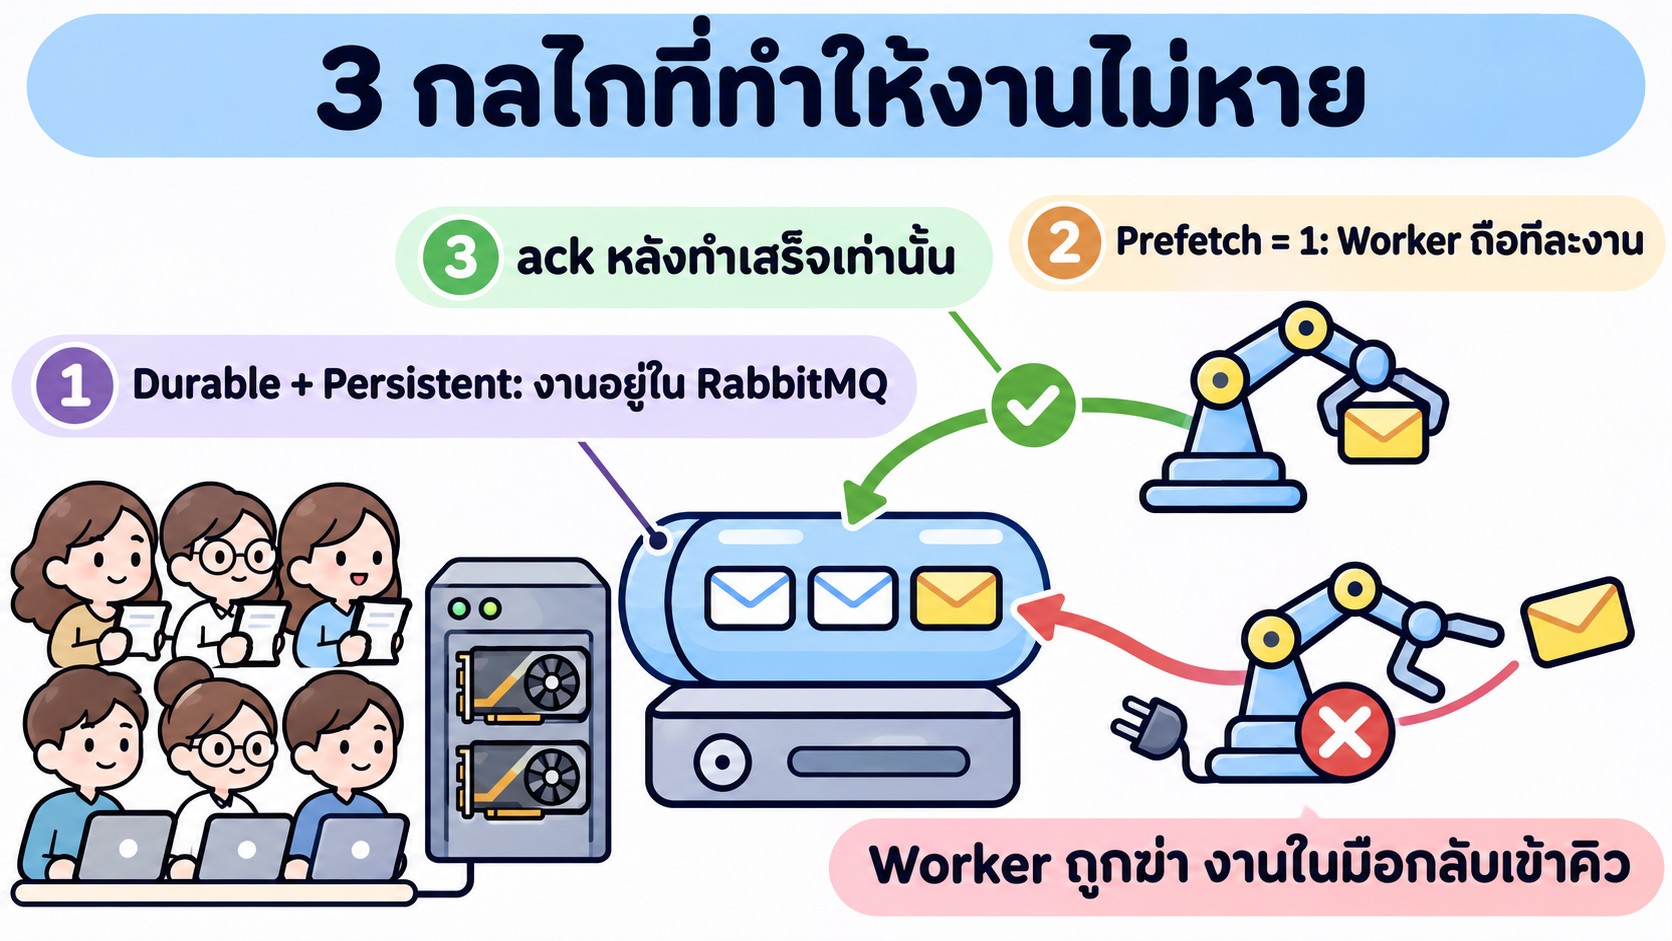 3 กลไกที่ทำให้งานไม่หาย
3 ack หลังทำเสร็จเท่านั้น
2 Prefetch = 1: Worker ถือทีละงาน
1 Durable + Persistent: งานอยู่ใน RabbitMQ
Worker ถูกฆ่า งานในมือกลับเข้าคิว